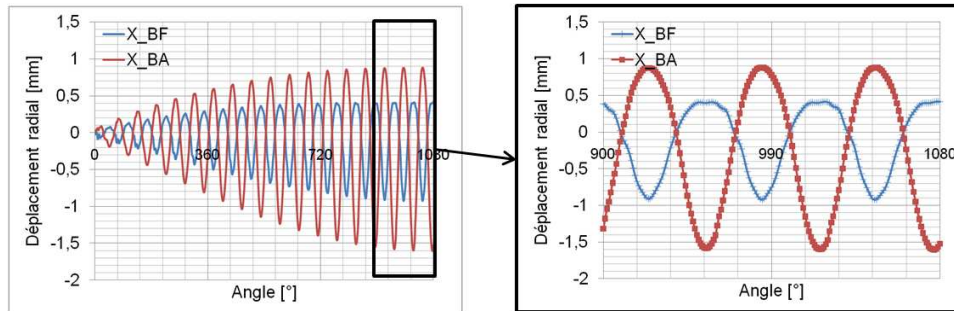 1,5
1
0,5
0
-0,5
-1
-1,5
-2
Déplacement radial [mm]
X_BF
X_BA
0
360
720
1080
Angle [°]
1,5
1
0,5
0
-0,5
-1
-1,5
-2
Déplacement radial [mm]
X_BF
X_BA
900
990
1080
Angle [°]